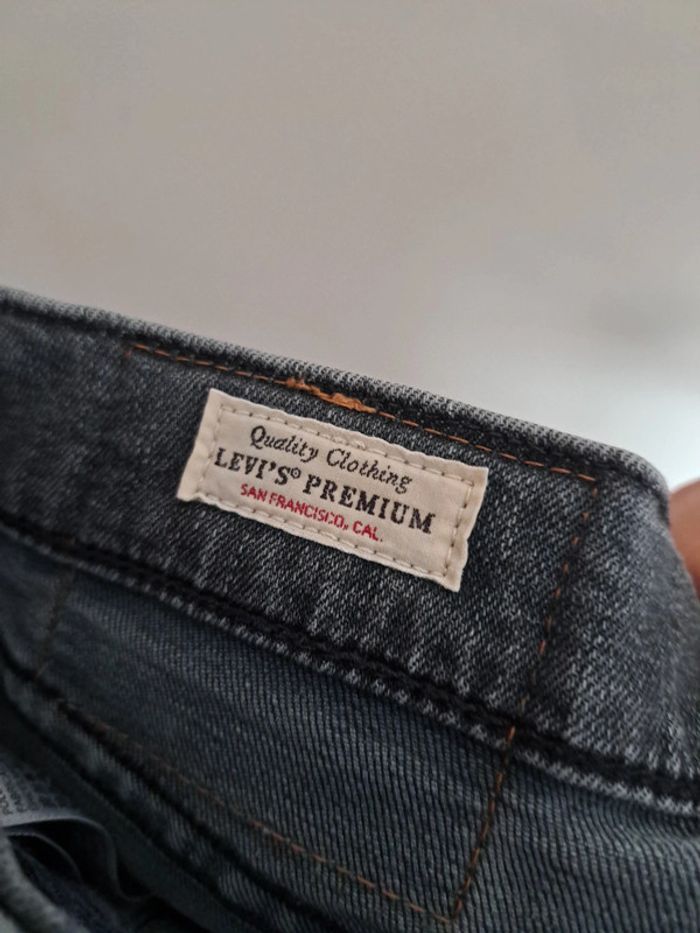 Quality Clothing
LEVI'S® PREMIUM
SAN FRANCISCO, CAL.